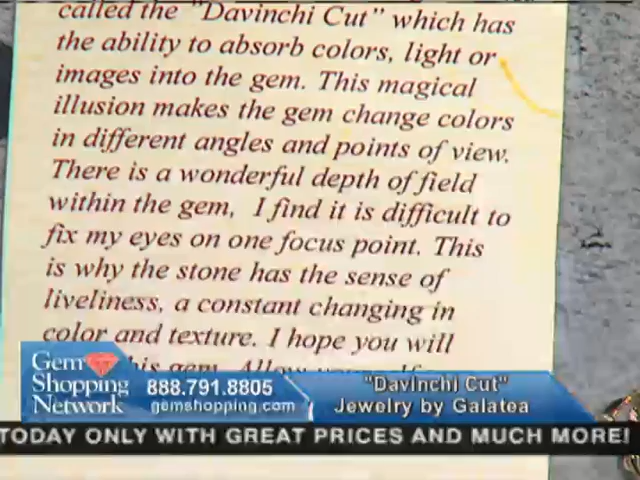 called the "Davinchi Cut" which has
the ability to absorb colors, light or
images into the gem. This magical
illusion makes the gem change colors
in different angles and points of view.
There is a wonderful depth of field
within the gem, I find it is difficult to
fix my eyes on one focus point. This
is why the stone has the sense of
liveliness, a constant changing in
color and texture. I hope you will
his gem. Allow
Gem
Shopping
Network
888.791.8805
gemshopping.com
"Davinchi Cut"
Jewelry by Galatea
TODAY ONLY WITH GREAT PRICES AND MUCH MORE!